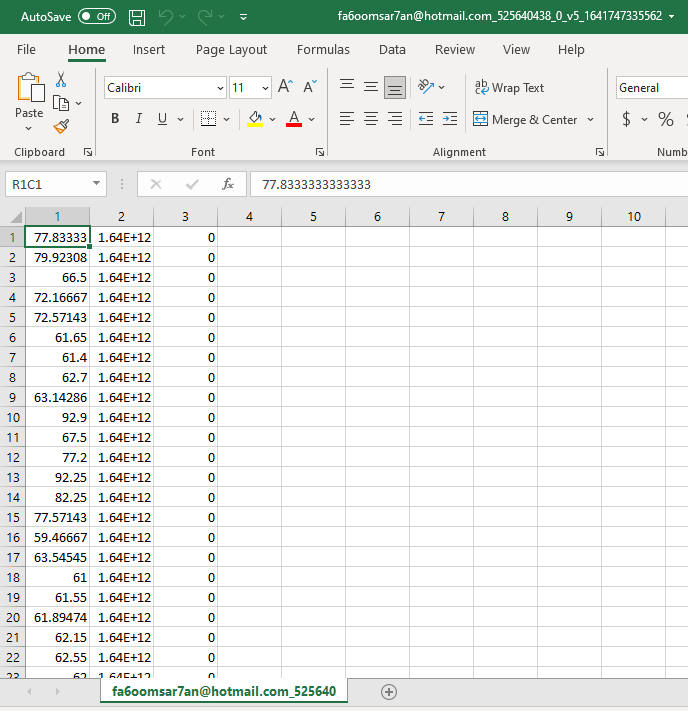 AutoSave Off fa6oomsar7an@hotmail.com_525640438_0_v5_1641747335562
File Home Insert Page Layout Formulas Data Review View Help
Paste Calibri 11 A A ab Wrap Text General
B I U A Merge & Center $ %
Clipboard Font Alignment Numb
R1C1 fx 77.8333333333333
1 2 3 4 5 6 7 8 9 10
1 77.83333 1.64E+12 0
2 79.92308 1.64E+12 0
3 66.5 1.64E+12 0
4 72.16667 1.64E+12 0
5 72.57143 1.64E+12 0
6 61.65 1.64E+12 0
7 61.4 1.64E+12 0
8 62.7 1.64E+12 0
9 63.14286 1.64E+12 0
10 92.9 1.64E+12 0
11 67.5 1.64E+12 0
12 77.2 1.64E+12 0
13 92.25 1.64E+12 0
14 82.25 1.64E+12 0
15 77.57143 1.64E+12 0
16 59.46667 1.64E+12 0
17 63.54545 1.64E+12 0
18 61 1.64E+12 0
19 61.55 1.64E+12 0
20 61.89474 1.64E+12 0
21 62.15 1.64E+12 0
22 62.55 1.64E+12 0
23 62 1.64E+12 0
fa6oomsar7an@hotmail.com_525640